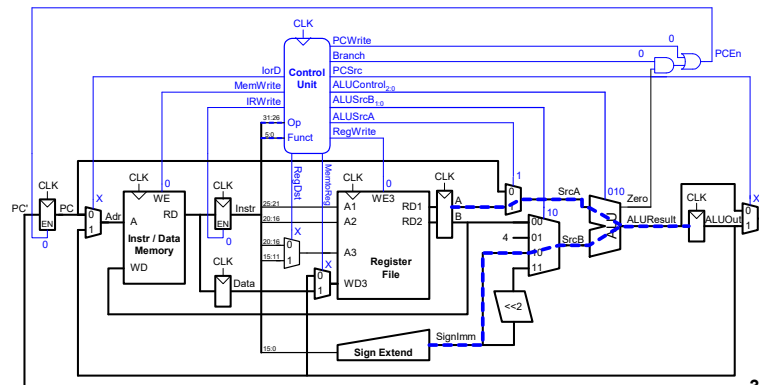 CLK
PCWrite
0
Branch
0
PCEn
IorD
Control
Unit
PCSrc
MemWrite
ALUControl2:0
IRWrite
ALUSrcB1:0
31:26
Op
ALUSrcA
5:0
Funct
RegWrite
RegDst
MemtoReg
CLK
CLK
CLK
CLK
CLK
CLK
X
0
0
1
10
010
X
PC'
PC
EN
0
0
1
Adr
WE
RD
A
Instr / Data
Memory
WD
EN
0
Instr
25:21
20:16
20:16
15:11
X
0
1
X
0
1
Data
A1
A2
A3
WD3
WE3
RD1
RD2
Register
File
A
B
0
1
SrcA
4
00
01
10
11
SrcB
ALU
Zero
ALUResult
ALUOut
0
1
<<2
SignImm
15:0
Sign Extend